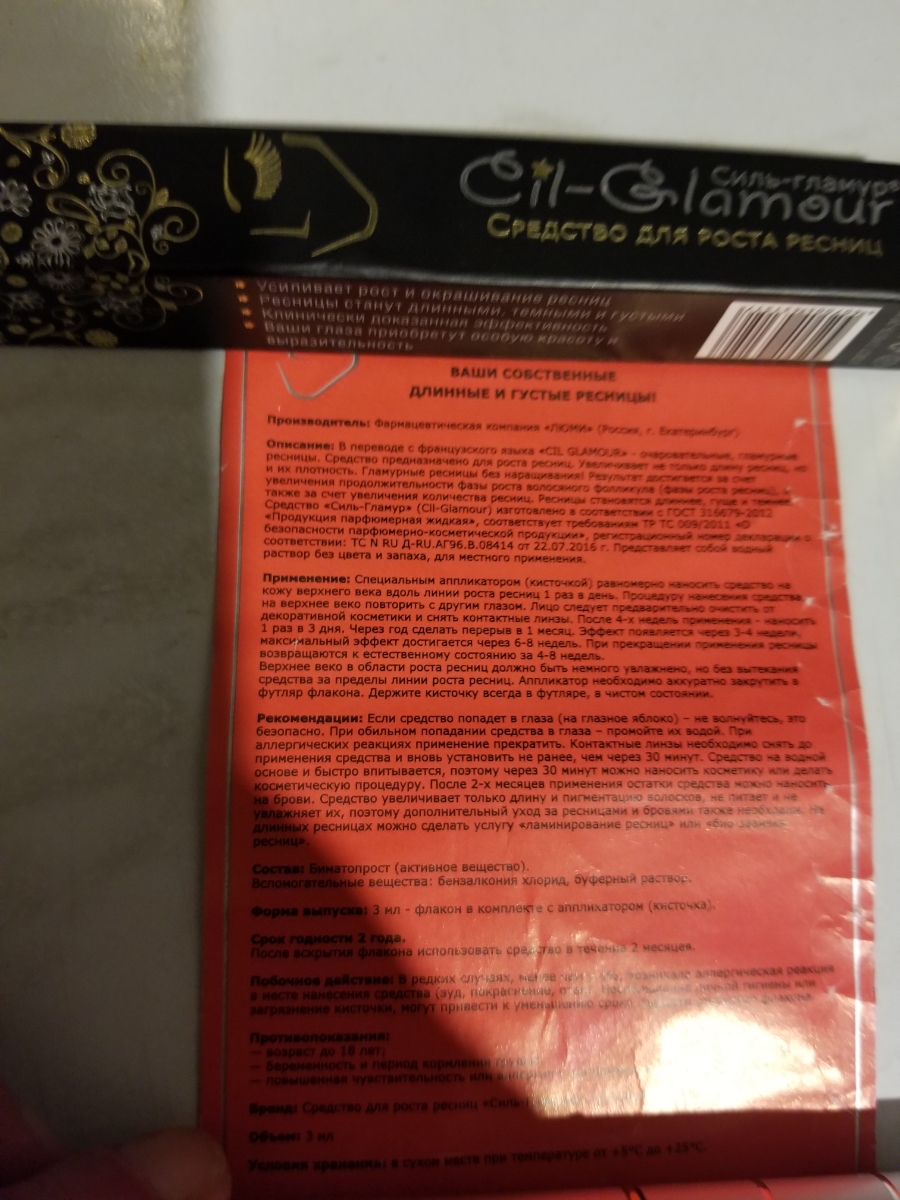 Cil-Glamour
Силь-гламур®
Средство для роста ресниц
Усиливает рост и окрашивание ресниц
Ресницы станут длинными, темными и густыми
Клинически доказанная эффективность
Ваши глаза приобретут особую красоту и
выразительность
ВАШИ СОБСТВЕННЫЕ
ДЛИННЫЕ И ГУСТЫЕ РЕСНИЦЫ!
Производитель: Фармацевтическая компания «ЛЮМИ» (Россия, г. Екатеринбург)
Описание: В переводе с французского языка «CIL GLAMOUR» - очаровательные, гламурные
ресницы. Средство предназначено для роста ресниц. Увеличивает не только длину ресниц, но
и их плотность. Гламурные ресницы без наращивания! Результат достигается за счет
увеличения продолжительности фазы роста волосяного фолликула (фазы роста ресниц), а
также за счет увеличения количества ресниц. Ресницы становятся длиннее, гуще и темнее.
Средство «Силь-Гламур» (Cil-Glamour) изготовлено в соответствии с ГОСТ 316679-2012
«Продукция парфюмерная жидкая», соответствует требованиям ТР ТС 009/2011 «О
безопасности парфюмерно-косметической продукции», регистрационный номер декларации о
соответствии: ТС N RU Д-RU.АГ96.В.08414 от 22.07.2016 г. Представляет собой водный
раствор без цвета и запаха, для местного применения.
Применение: Специальным аппликатором (кисточкой) равномерно наносить средство на
кожу верхнего века вдоль линии роста ресниц 1 раз в день. Процедуру нанесения средства
на верхнее веко повторить с другим глазом. Лицо следует предварительно очистить от
декоративной косметики и снять контактные линзы. После 4-х недель применения – наносить
1 раз в 3 дня. Через год сделать перерыв в 1 месяц. Эффект появляется через 3-4 недели,
максимальный эффект достигается через 6-8 недель. При прекращении применения ресницы
возвращаются к естественному состоянию за 4-8 недель.
Верхнее веко в области роста ресниц должно быть немного увлажнено, но без вытекания
средства за пределы линии роста ресниц. Аппликатор необходимо аккуратно закрутить в
футляр флакона. Держите кисточку всегда в футляре, в чистом состоянии.
Рекомендации: Если средство попадет в глаза (на глазное яблоко) – не волнуйтесь, это
безопасно. При обильном попадании средства в глаза – промойте их водой. При
аллергических реакциях применение прекратить. Контактные линзы необходимо снять до
применения средства и вновь установить не ранее, чем через 30 минут. Средство на водной
основе и быстро впитывается, поэтому через 30 минут можно наносить косметику или делать
косметическую процедуру. После 2-х месяцев применения остатки средства можно наносить
на брови. Средство увеличивает только длину и пигментацию волосков, не питает и не
увлажняет их, поэтому дополнительный уход за ресницами и бровями также необходим. На
длинных ресницах можно сделать услугу «ламинирование ресниц» или «био-завивка
ресниц».
Состав: Биматопрост (активное вещество).
Вспомогательные вещества: бензалкония хлорид, буферный раствор.
Форма выпуска: 3 мл - флакон в комплекте с аппликатором (кисточка).
Срок годности 2 года.
После вскрытия флакона использовать средство в течение 2 месяцев.
Побочное действие: В редких случаях, менее чем аллергическая реакция
в месте нанесения средства (зуд, покраснение, личной гигиены или
загрязнение кисточки, могут привести к уменьшению срока
Противопоказания:
— возраст до 18 лет;
— беременность и период кормления
— повышенная чувствительность или
Бренд: Средство для роста ресниц
Объем: 3 мл
Условия хранения: в сухом месте при температуре от +5°С до +25°С.